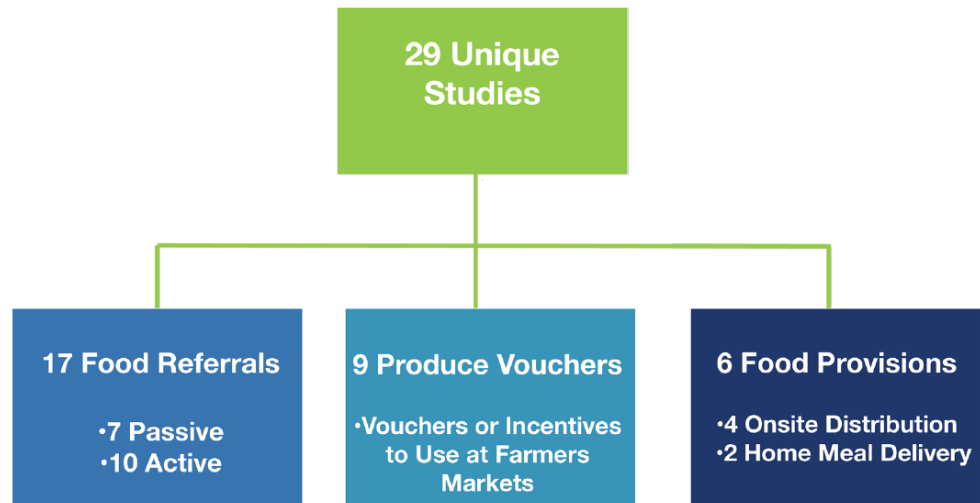 29 Unique
Studies
17 Food Referrals
•7 Passive
•10 Active
9 Produce Vouchers
•Vouchers or Incentives
to Use at Farmers
Markets
6 Food Provisions
•4 Onsite Distribution
•2 Home Meal Delivery